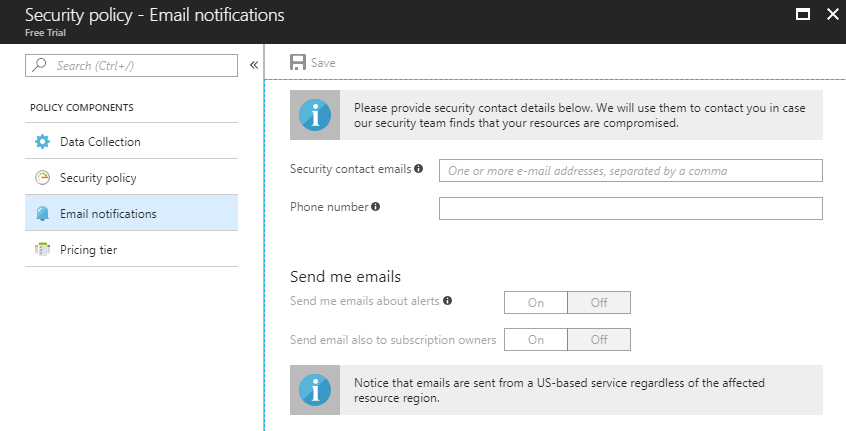 Security policy - Email notifications
Free Trial
Search (Ctrl+/)
POLICY COMPONENTS
Data Collection
Security policy
Email notifications
Pricing tier
Save
Please provide security contact details below. We will use them to contact you in case
our security team finds that your resources are compromised.
Security contact emails
One or more e-mail addresses, separated by a comma
Phone number
Send me emails
Send me emails about alerts
On Off
Send email also to subscription owners
On Off
Notice that emails are sent from a US-based service regardless of the affected
resource region.